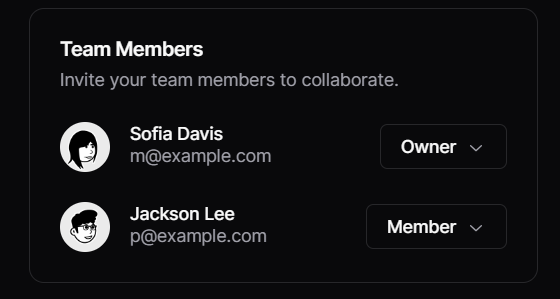 Team Members
Invite your team members to collaborate.
Sofia Davis
m@example.com
Owner
Jackson Lee
p@example.com
Member